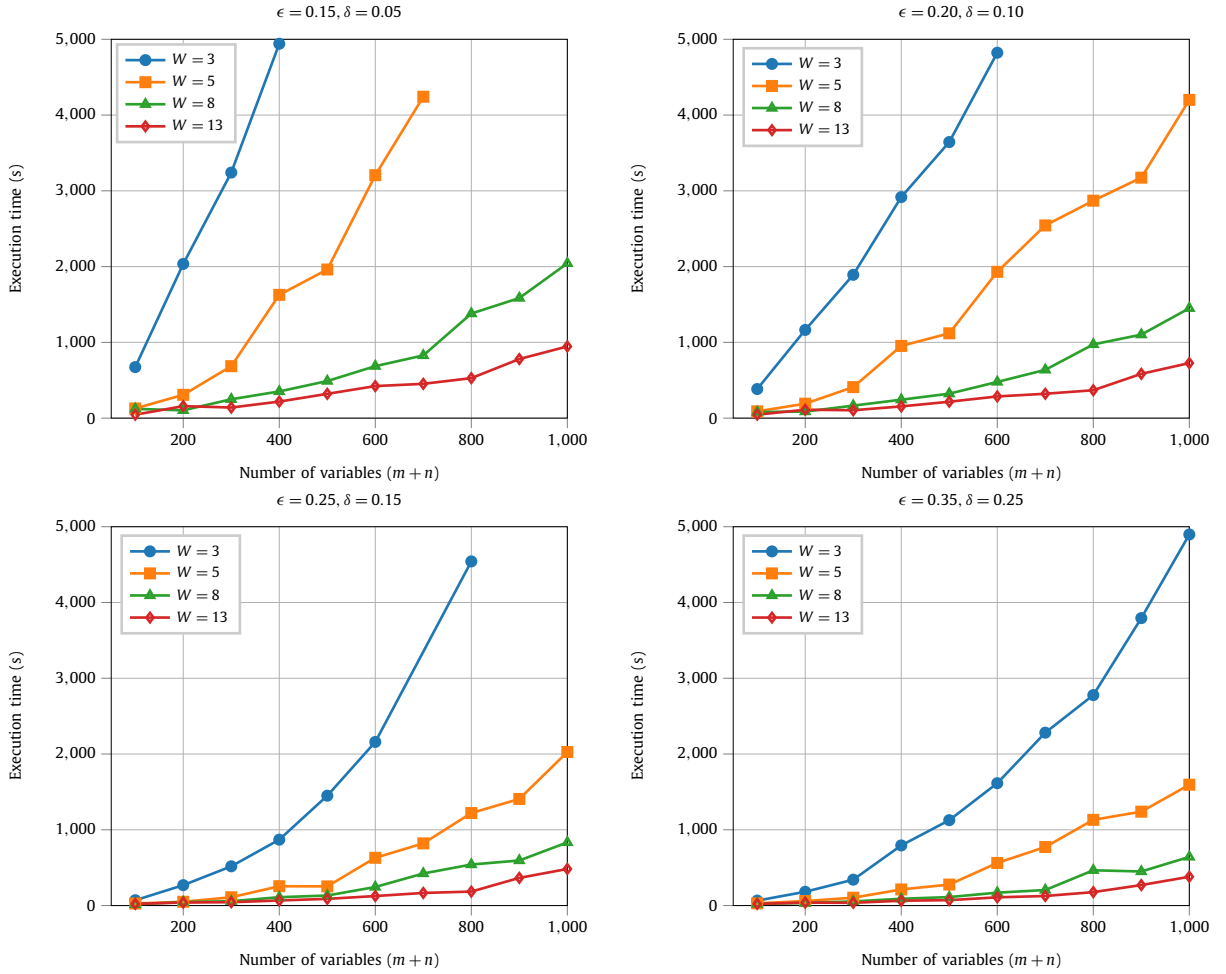 ϵ = 0.15, δ = 0.05
5,000
4,000
3,000
2,000
1,000
0
Execution time (s)
W = 3
W = 5
W = 8
W = 13
200
400
600
800
1,000
Number of variables (m + n)
ϵ = 0.20, δ = 0.10
5,000
4,000
3,000
2,000
1,000
0
Execution time (s)
W = 3
W = 5
W = 8
W = 13
200
400
600
800
1,000
Number of variables (m + n)
ϵ = 0.25, δ = 0.15
5,000
4,000
3,000
2,000
1,000
0
Execution time (s)
W = 3
W = 5
W = 8
W = 13
200
400
600
800
1,000
Number of variables (m + n)
ϵ = 0.35, δ = 0.25
5,000
4,000
3,000
2,000
1,000
0
Execution time (s)
W = 3
W = 5
W = 8
W = 13
200
400
600
800
1,000
Number of variables (m + n)